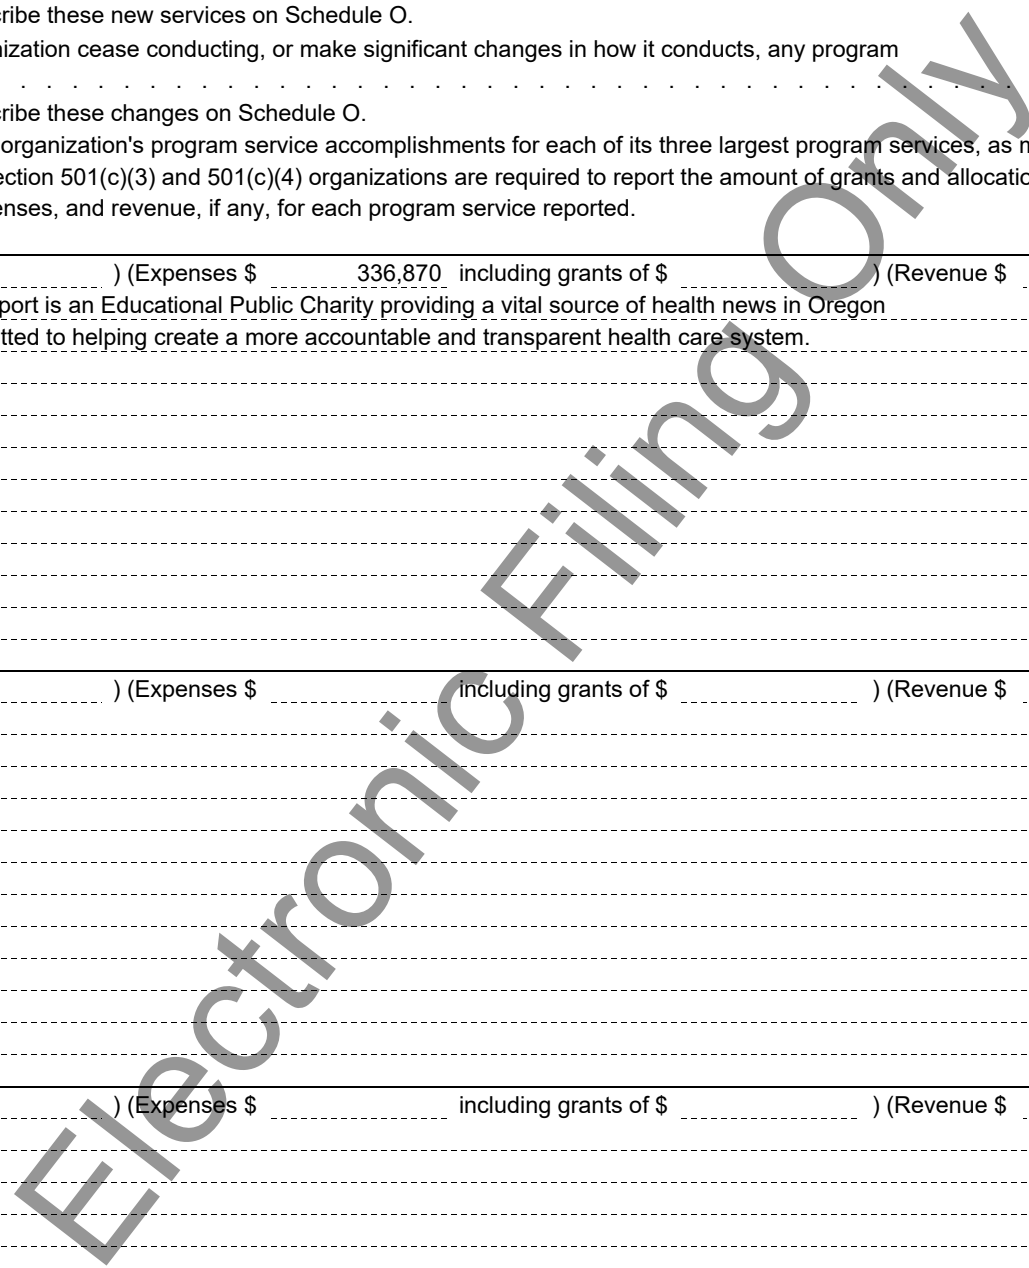 cribe these new services on Schedule O.
nization cease conducting, or make significant changes in how it conducts, any program
. . . . . . . . . . . . . . . . . . . . . . . . . . . . . . . . . . . . . . .
cribe these changes on Schedule O.
organization's program service accomplishments for each of its three largest program services, as m
ection 501(c)(3) and 501(c)(4) organizations are required to report the amount of grants and allocatio
enses, and revenue, if any, for each program service reported.
) (Expenses $ 336,870 including grants of $ ) (Revenue $
port is an Educational Public Charity providing a vital source of health news in Oregon
tted to helping create a more accountable and transparent health care system.
) (Expenses $ including grants of $ ) (Revenue $
) (Expenses $ including grants of $ ) (Revenue $
Electronic Filing Only